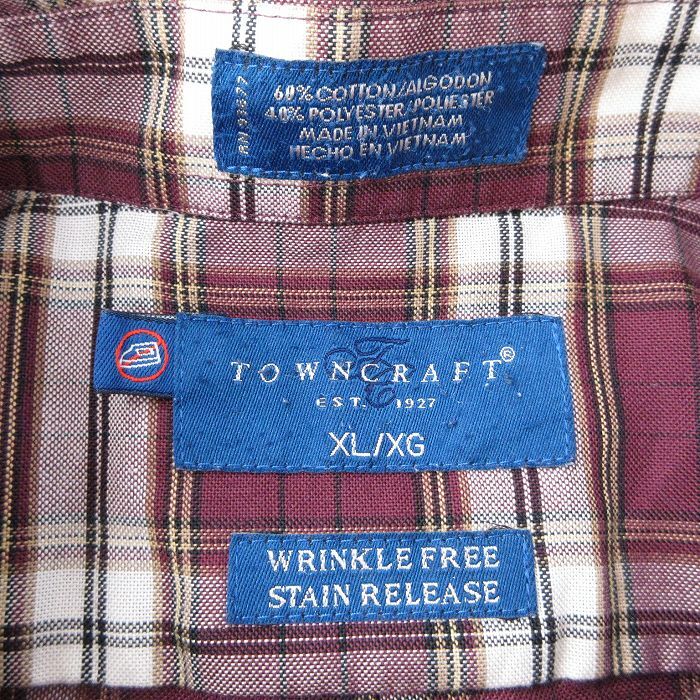 60% COTTON/ALGODON
40% POLYESTER/POLIESTER
MADE IN VIETNAM
HECHO EN VIETNAM
TOWNCRAFT®
EST. 1927
XL/XG
WRINKLE FREE
STAIN RELEASE